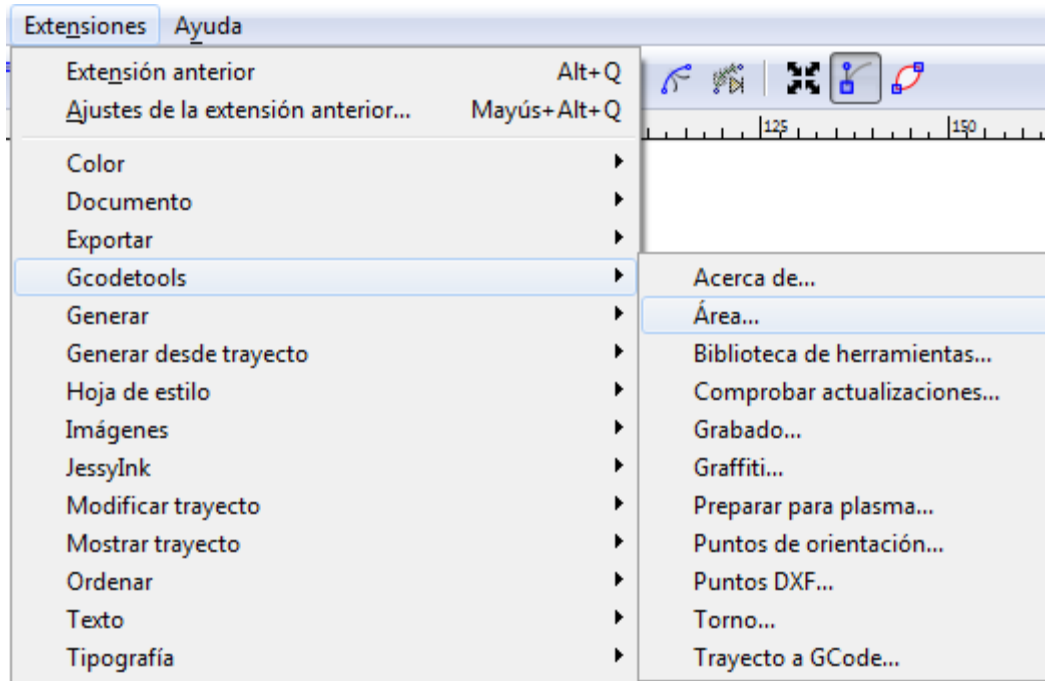 Extensiones Ayuda
Extensión anterior Alt+Q
Ajustes de la extensión anterior... Mayús+Alt+Q
125 150
Color
Documento
Exportar
Gcodetools
Generar
Generar desde trayecto
Hoja de estilo
Imágenes
JessyInk
Modificar trayecto
Mostrar trayecto
Ordenar
Texto
Tipografía
Acerca de...
Área...
Biblioteca de herramientas...
Comprobar actualizaciones...
Grabado...
Graffiti...
Preparar para plasma...
Puntos de orientación...
Puntos DXF...
Torno...
Trayecto a GCode...